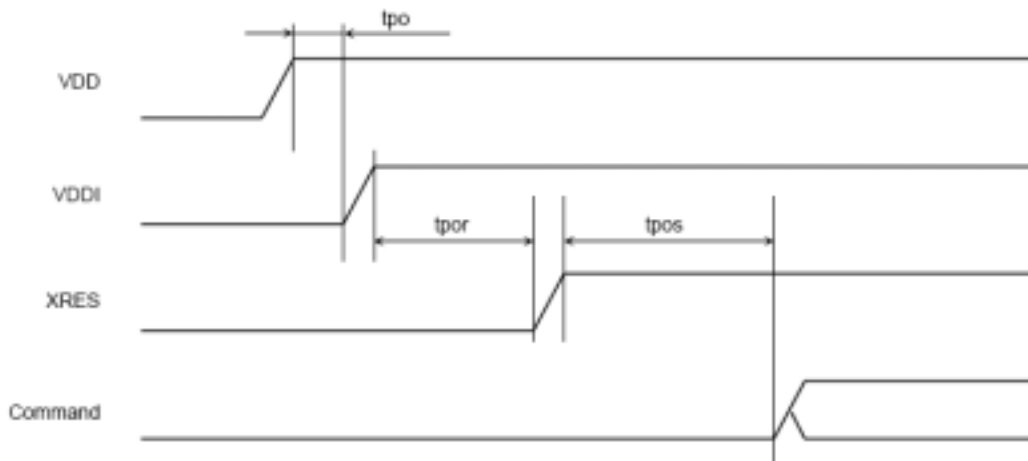 tpo
VDD
VDDI
tpor
tpos
XRES
Command